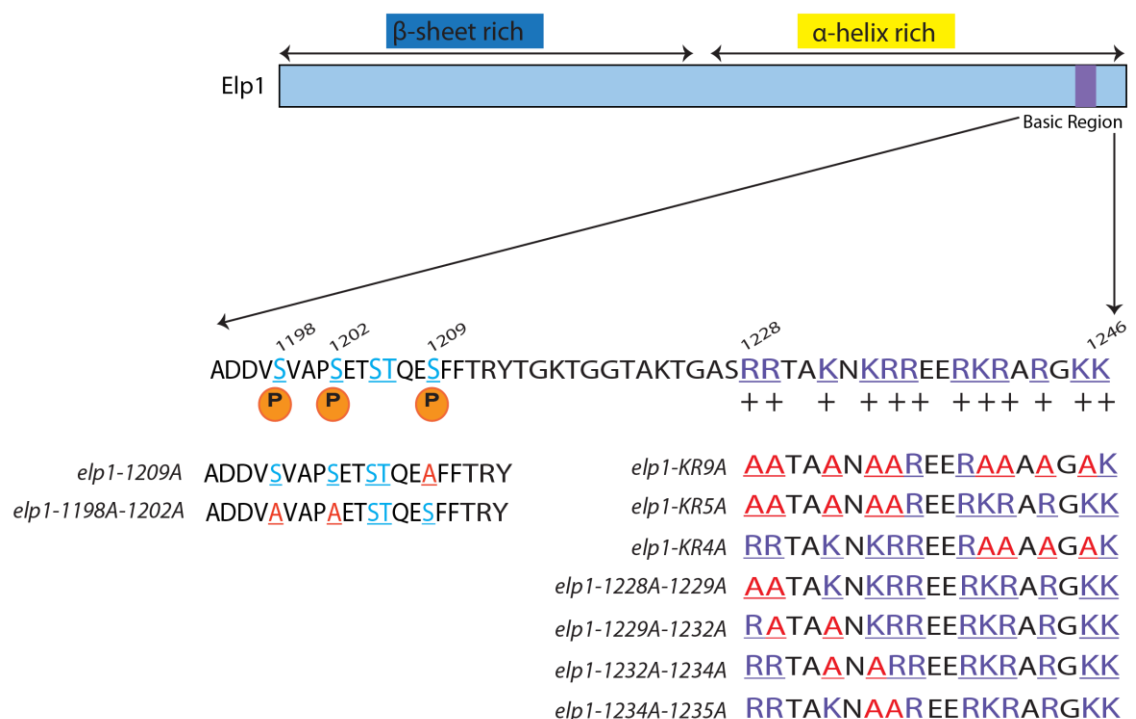 β-sheet rich
α-helix rich
Elp1
Basic Region
1198
1202
1209
1228
1246
ADDVSVAPSETSTQESFFTRYTGKTGGTAKTGASRRTAKNKRREERKRARGKK
P P P
+ + + + + + + + + + + +
elp1-1209A ADDVSVAPSETSTQEAFFTRY
elp1-1198A-1202A ADDVAVAPAETSTQESFFTRY
elp1-KR9A AATAANAAREERAAAAGAK
elp1-KR5A AATAANAAREERKRARGKK
elp1-KR4A RRTAKNKRREERAAAAGAK
elp1-1228A-1229A AATAKNKRREERKRARGKK
elp1-1229A-1232A RATAANKRREERKRARGKK
elp1-1232A-1234A RRTAANARREERKRARGKK
elp1-1234A-1235A RRTAKNAAREERKRARGKK